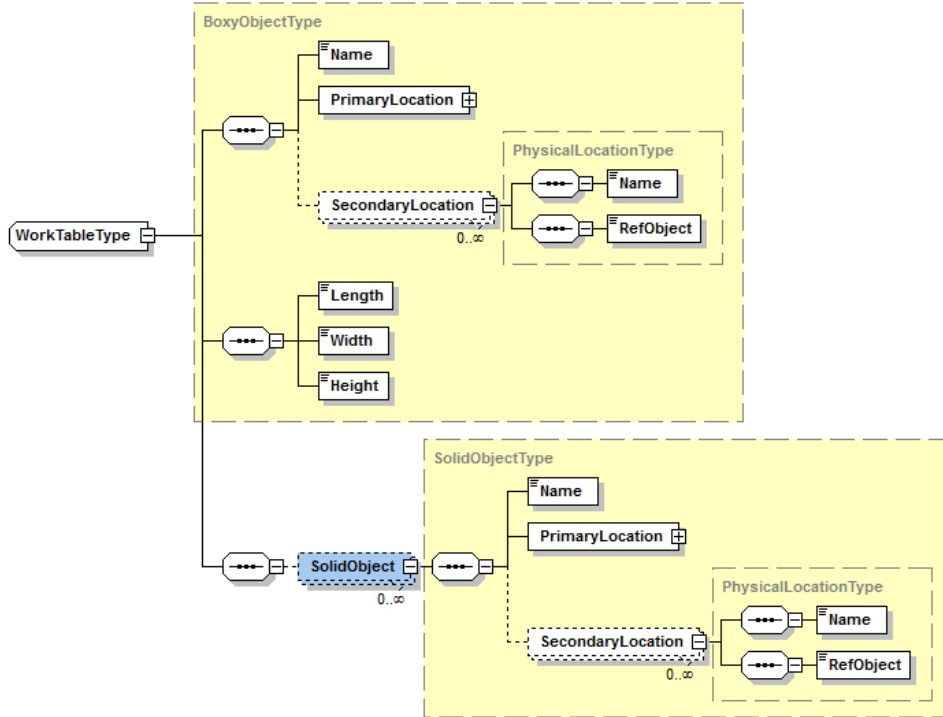 BoxyObjectType
Name
PrimaryLocation
PhysicalLocationType
Name
SecondaryLocation
0..∞
RefObject
WorkTableType
Length
Width
Height
SolidObjectType
Name
PrimaryLocation
SolidObject
0..∞
PhysicalLocationType
Name
SecondaryLocation
0..∞
RefObject